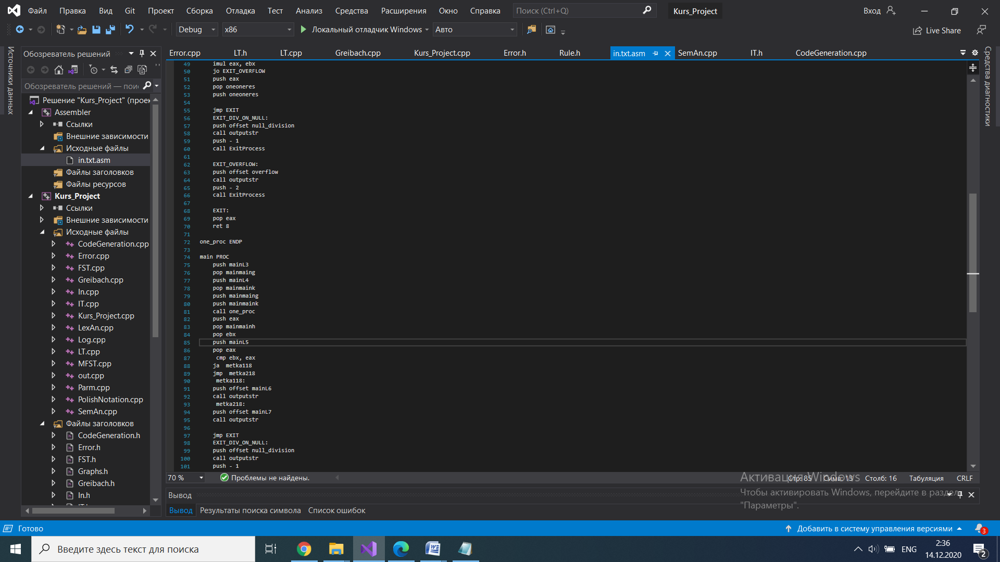 Файл Правка Вид Git Проект Сборка Отладка Тест Анализ Средства Расширения Окно Справка Поиск (Ctrl+Q) Kurs_Project Вход
Debug x86 Локальный отладчик Windows Авто Live Share
Источники данных
Обозреватель решений
Обозреватель решений — пои
Решение "Kurs_Project" (проек
Assembler
Ссылки
Внешние зависимости
Исходные файлы
in.txt.asm
Файлы заголовков
Файлы ресурсов
Kurs_Project
Ссылки
Внешние зависимости
Исходные файлы
CodeGeneration.cpp
Error.cpp
FST.cpp
Greibach.cpp
In.cpp
IT.cpp
Kurs_Project.cpp
LexAn.cpp
Log.cpp
LT.cpp
MFST.cpp
out.cpp
Parm.cpp
PolishNotation.cpp
SemAn.cpp
Файлы заголовков
CodeGeneration.h
Error.h
FST.h
Graphs.h
Greibach.h
In.h
Error.cpp LT.h LT.cpp Greibach.cpp Kurs_Project.cpp Error.h Rule.h in.txt.asm SemAn.cpp IT.h CodeGeneration.cpp
49 imul eax, ebx
50 jo EXIT_OVERFLOW
51 push eax
52 pop oneoneres
53 push oneoneres
54
55 jmp EXIT
56 EXIT_DIV_ON_NULL:
57 push offset null_division
58 call outputstr
59 push - 1
60 call ExitProcess
61
62 EXIT_OVERFLOW:
63 push offset overflow
64 call outputstr
65 push - 2
66 call ExitProcess
67
68 EXIT:
69 pop eax
70 ret 8
71
72 one_proc ENDP
73
74 main PROC
75 push mainL3
76 pop mainmaing
77 push mainL4
78 pop mainmaink
79 push mainmaing
80 push mainmaink
81 call one_proc
82 push eax
83 pop mainmainh
84 pop ebx
85 push mainL5
86 pop eax
87 cmp ebx, eax
88 ja metka118
89 jmp metka218
90 metka118:
91 push offset mainL6
92 call outputstr
93 metka218:
94 push offset mainL7
95 call outputstr
96
97 jmp EXIT
98 EXIT_DIV_ON_NULL:
99 push offset null_division
100 call outputstr
101 push - 1
Средства диагностики
70 % Проблемы не найдены. Стр: 85 Симв: 13 Столб: 16 Табуляция CRLF
Активация Windows
Чтобы активировать Windows, перейдите в раздел
"Параметры".
Вывод
Вывод Результаты поиска символа Список ошибок
Готово Добавить в систему управления версиями 3
Введите здесь текст для поиска
ENG
2:36
14.12.2020
2